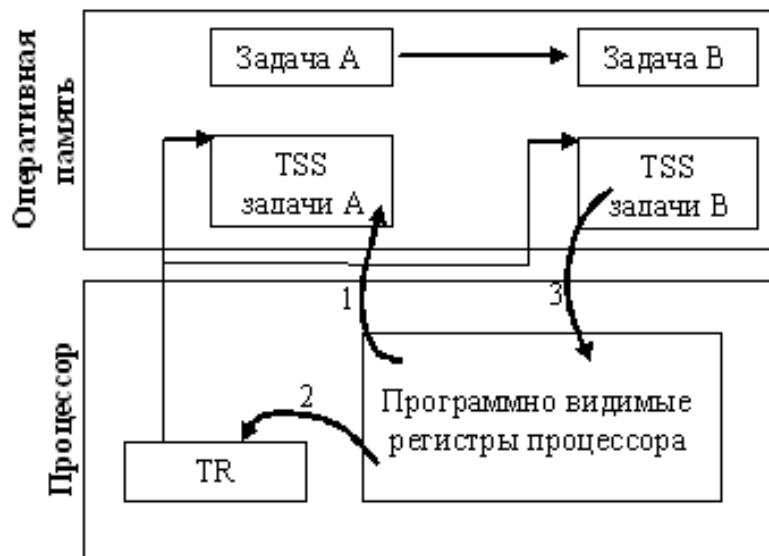 Оперативная
память
Задача А
Задача В
TSS
задачи А
TSS
задачи В
1
3
Процессор
2
Программно видимые
регистры процессора
TR